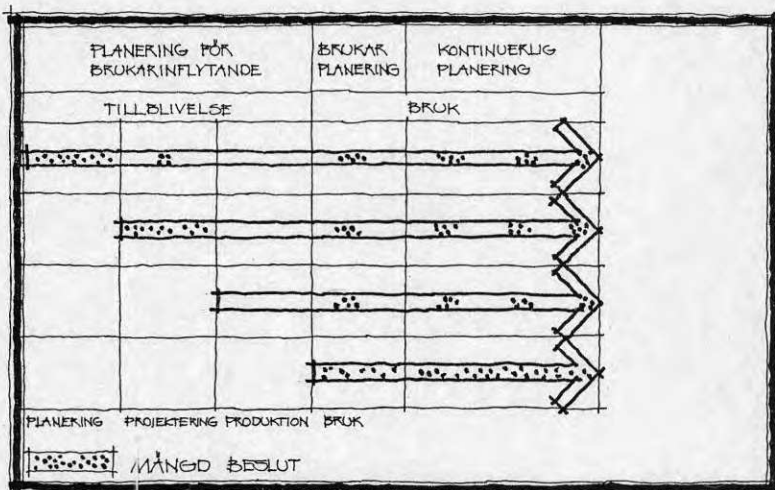 PLANERING FÖR
BRUKARINFLYTANDE
BRUKAR
PLANERING
KONTINUERLIG
PLANERING
TILLBLIVELSE
BRUK
PLANERING PROJEKTERING PRODUKTION BRUK
MÄNGD BESLUT